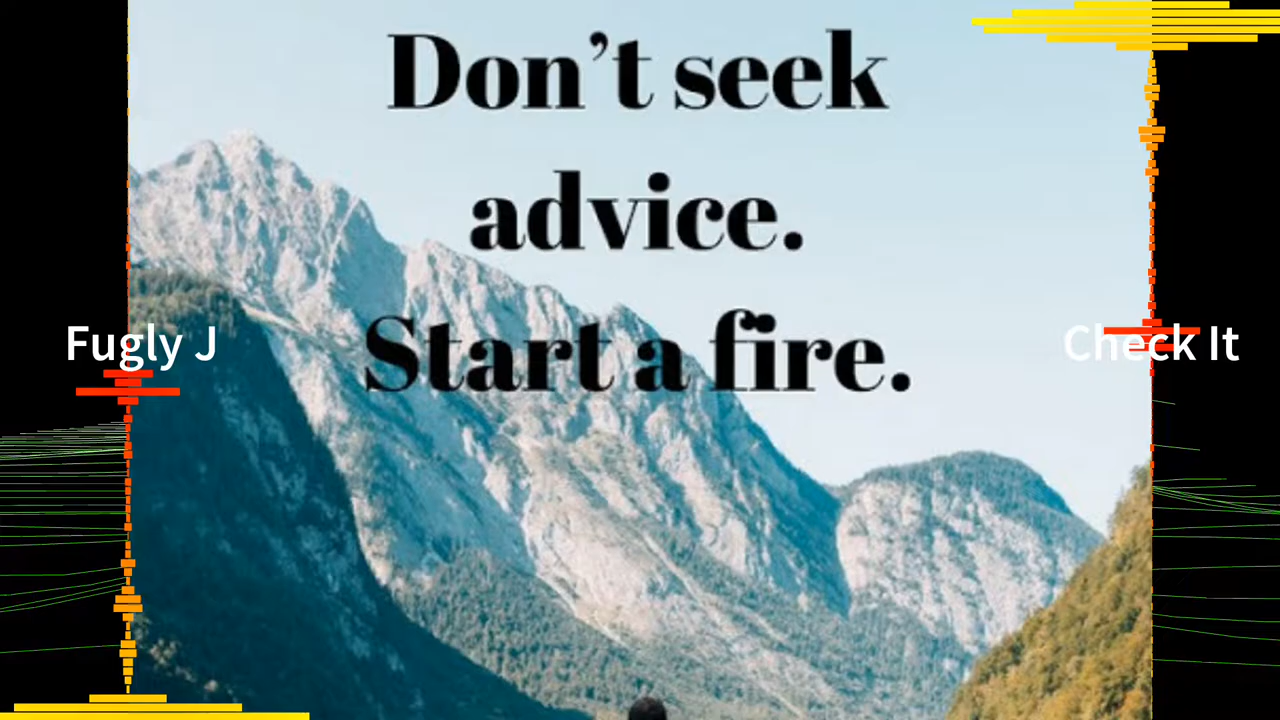 Don’t seek
advice.
Start a fire.
Fugly J
Check It